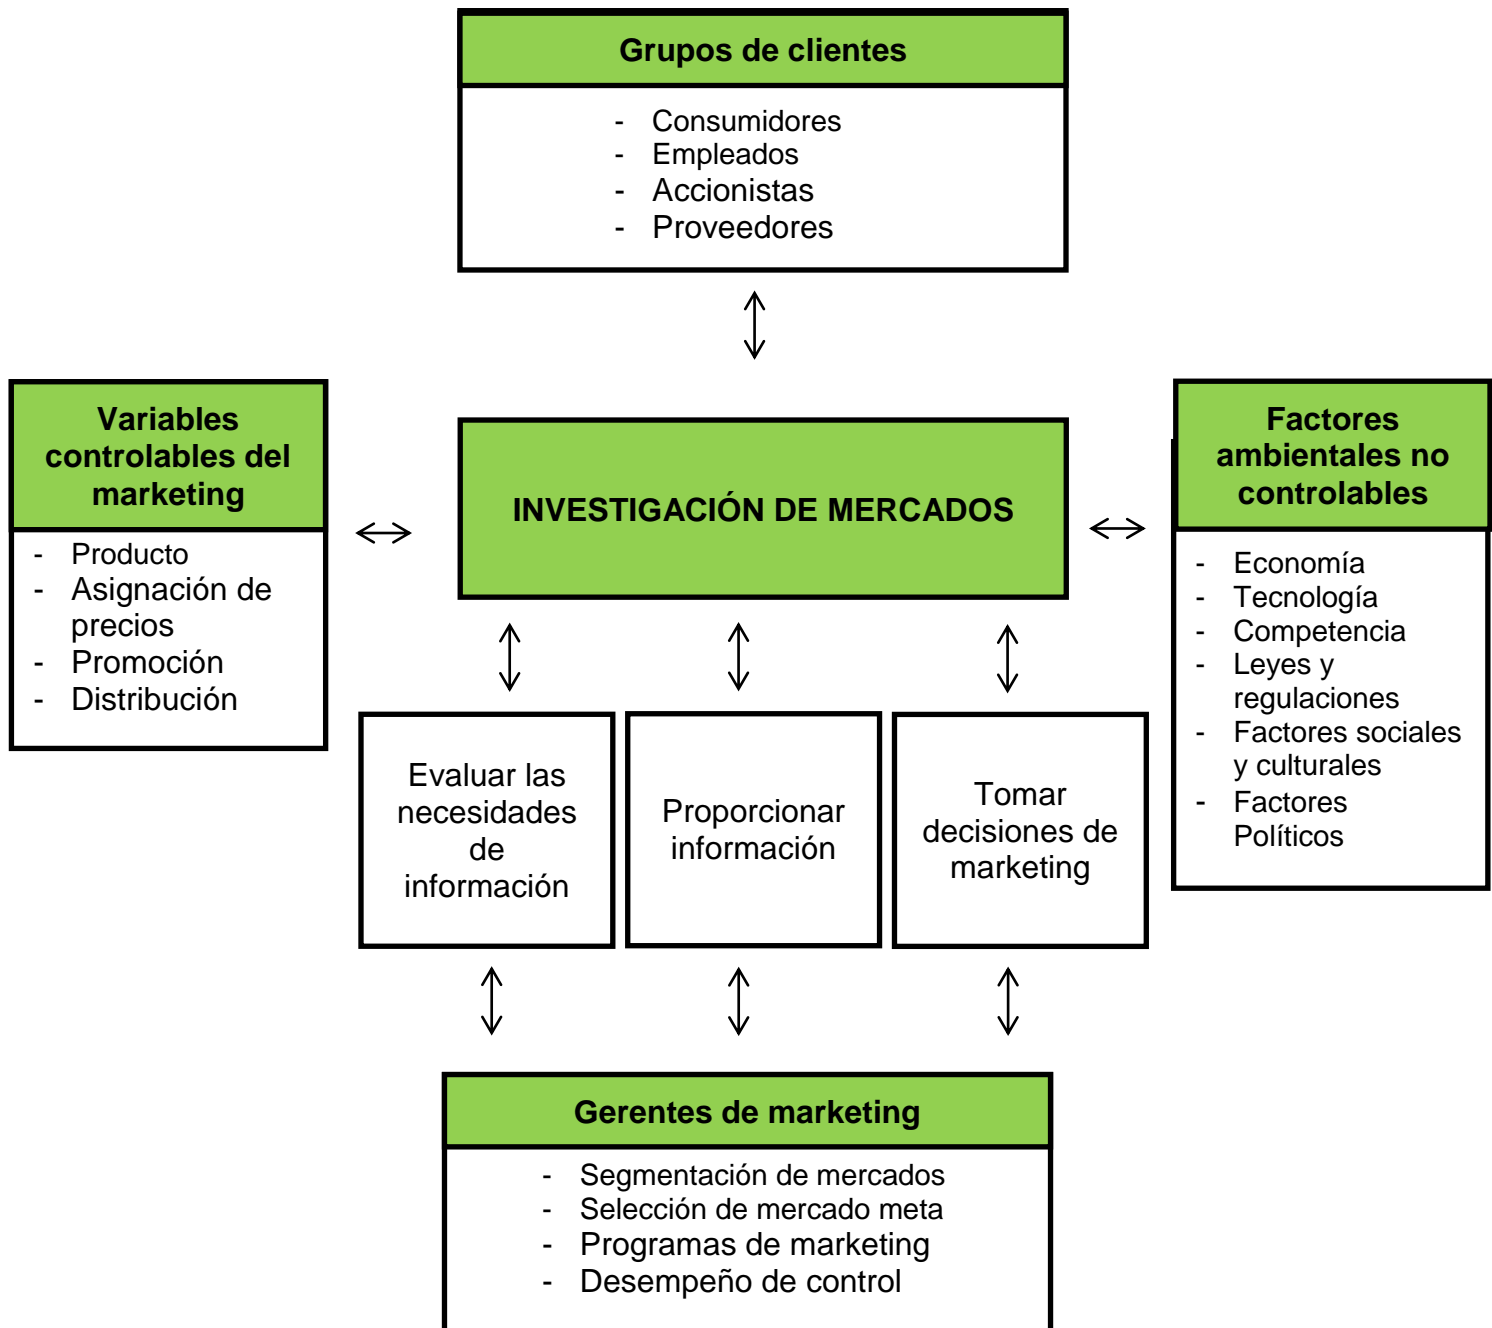 Grupos de clientes
- Consumidores
- Empleados
- Accionistas
- Proveedores
Variables
controlables del
marketing
- Producto
- Asignación de
precios
- Promoción
- Distribución
INVESTIGACIÓN DE MERCADOS
Factores
ambientales no
controlables
- Economía
- Tecnología
- Competencia
- Leyes y
regulaciones
- Factores sociales
y culturales
- Factores
Políticos
Evaluar las
necesidades
de
información
Proporcionar
información
Tomar
decisiones de
marketing
Gerentes de marketing
- Segmentación de mercados
- Selección de mercado meta
- Programas de marketing
- Desempeño de control